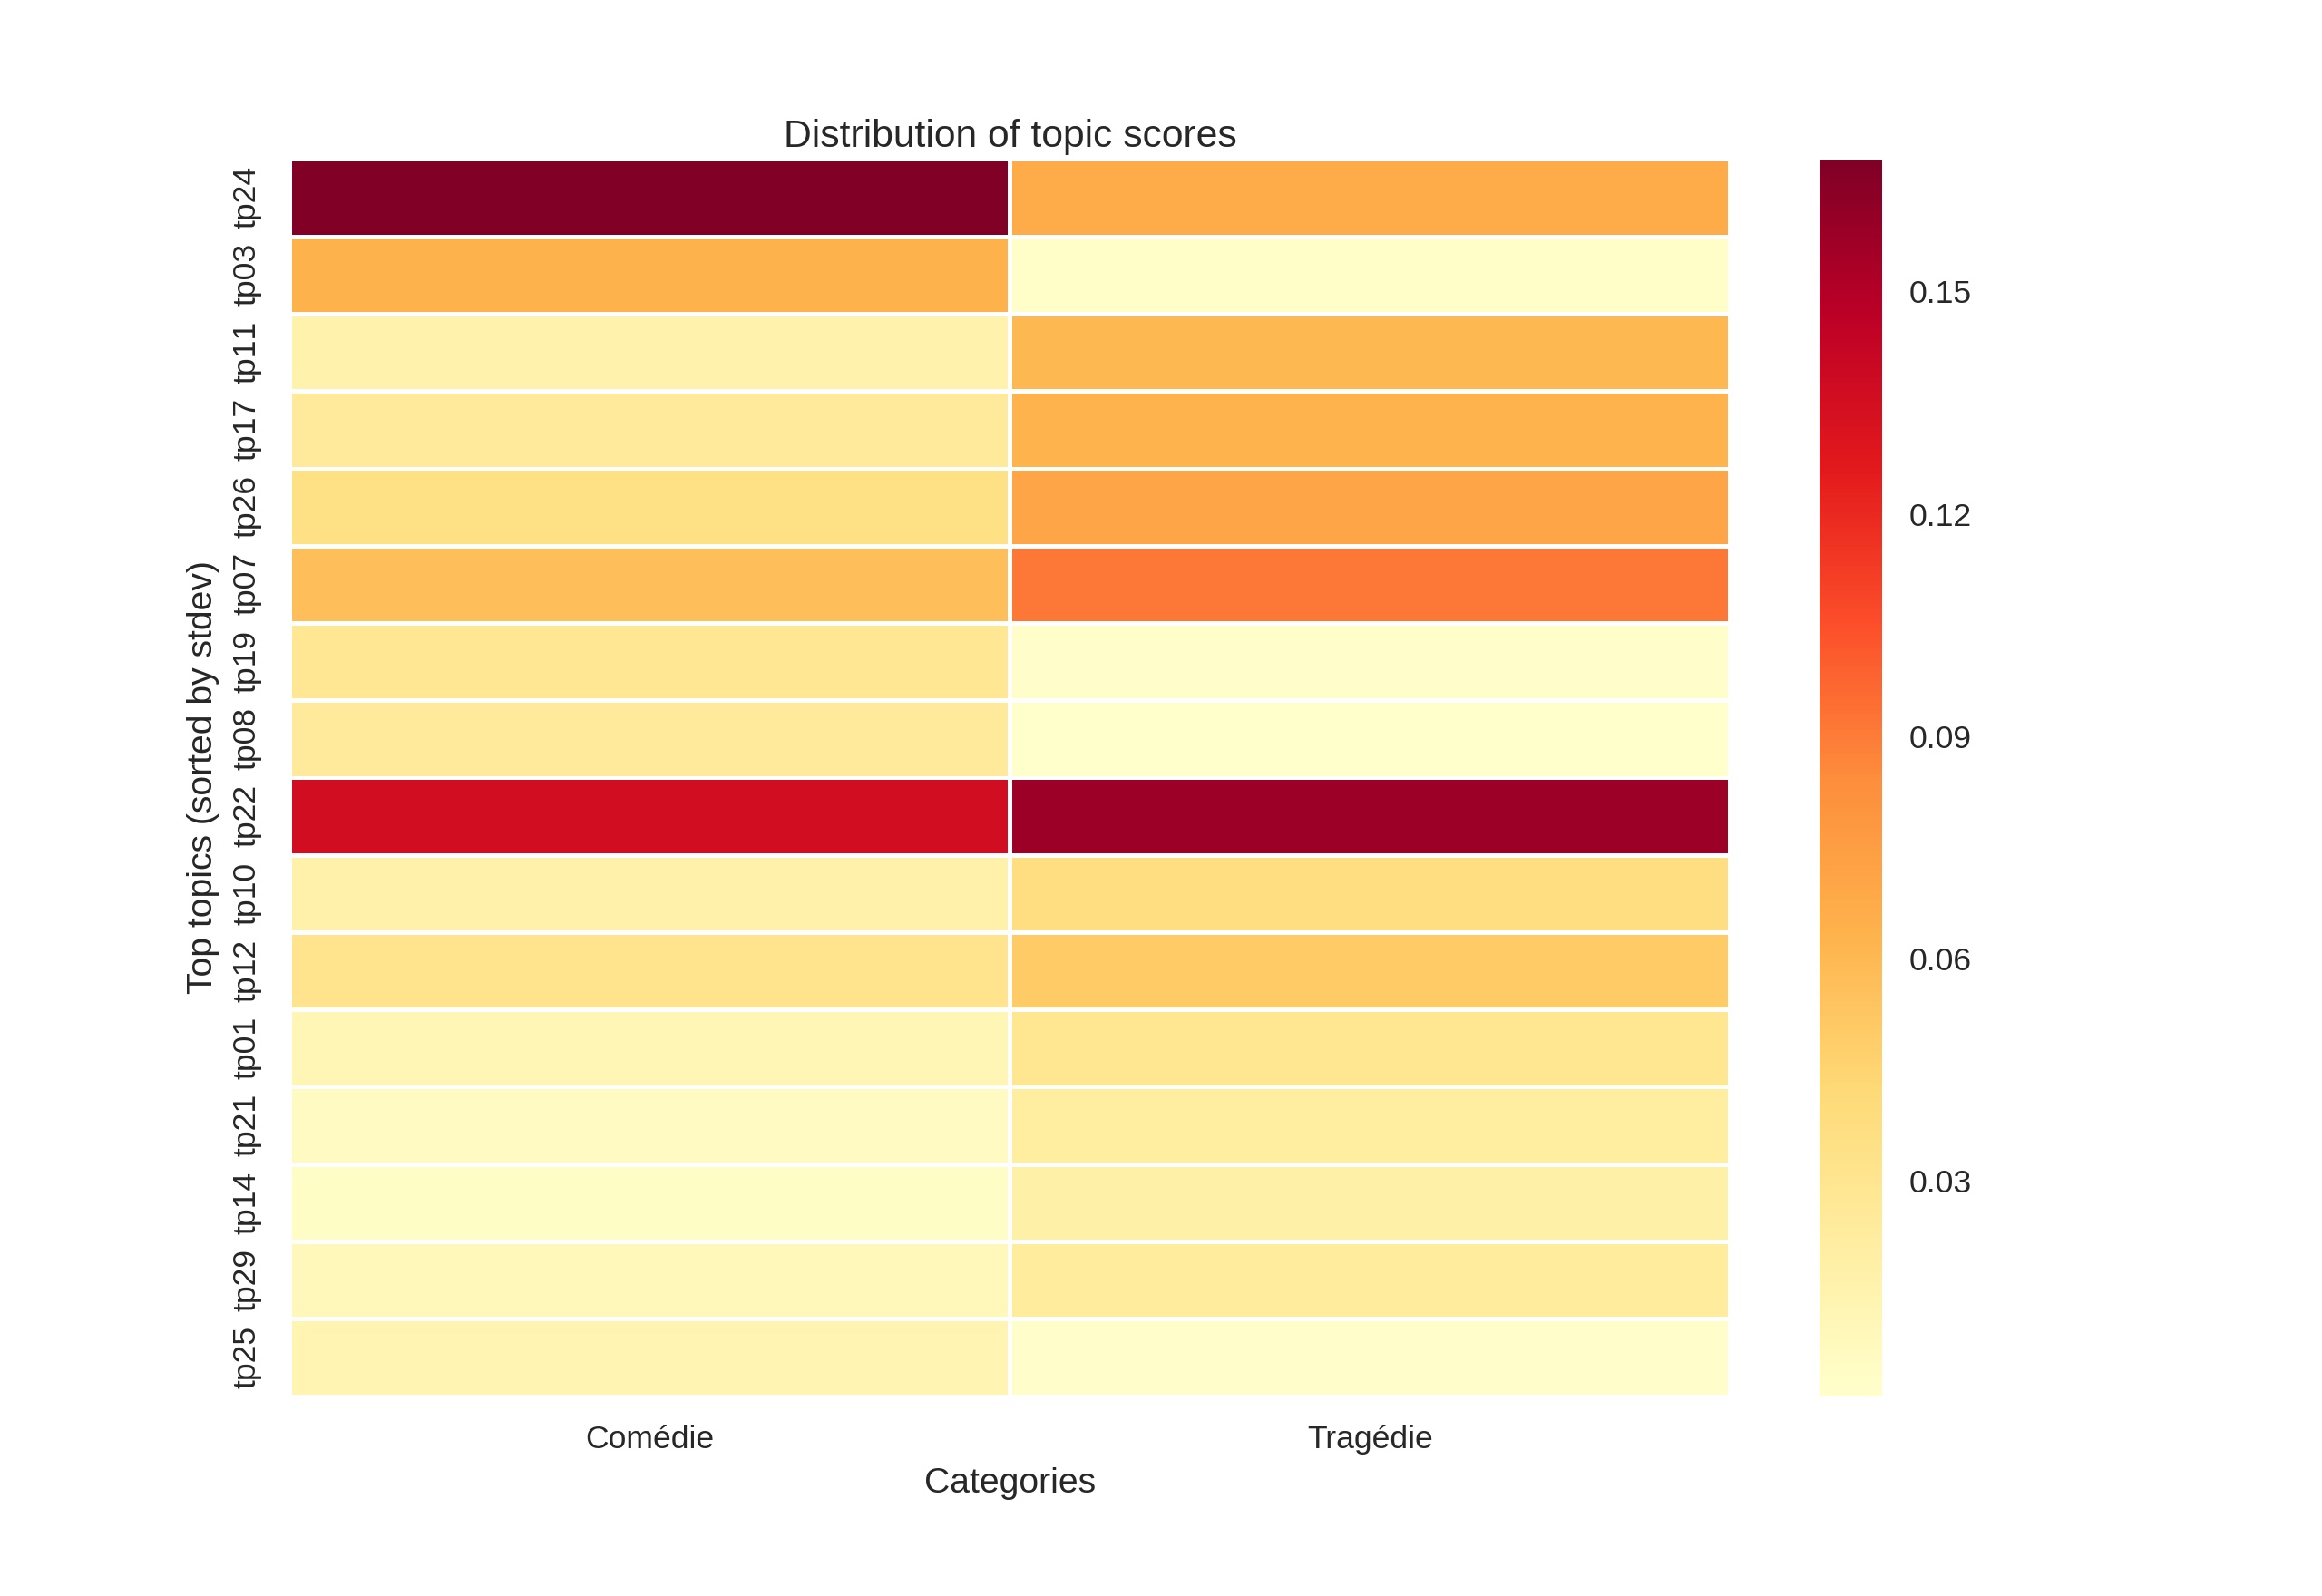 Distribution of topic scores
Top topics (sorted by stdev)
tp24
tp03
tp11
tp17
tp26
tp07
tp19
tp08
tp22
tp10
tp12
tp01
tp21
tp14
tp29
tp25
Comédie
Tragédie
Categories
0.15
0.12
0.09
0.06
0.03